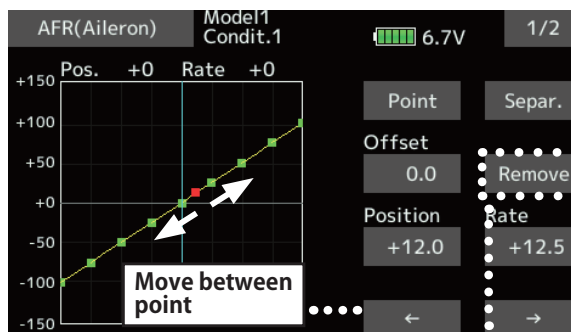 AFR(Aileron)
Model1
Condit.1
6.7V
1/2
Pos. +0 Rate +0
+150
+100
+50
+0
-50
-100
-150
Point
Separ.
Offset
0.0
Remove
Position
Rate
+12.0
+12.5
Move between
point
←
→